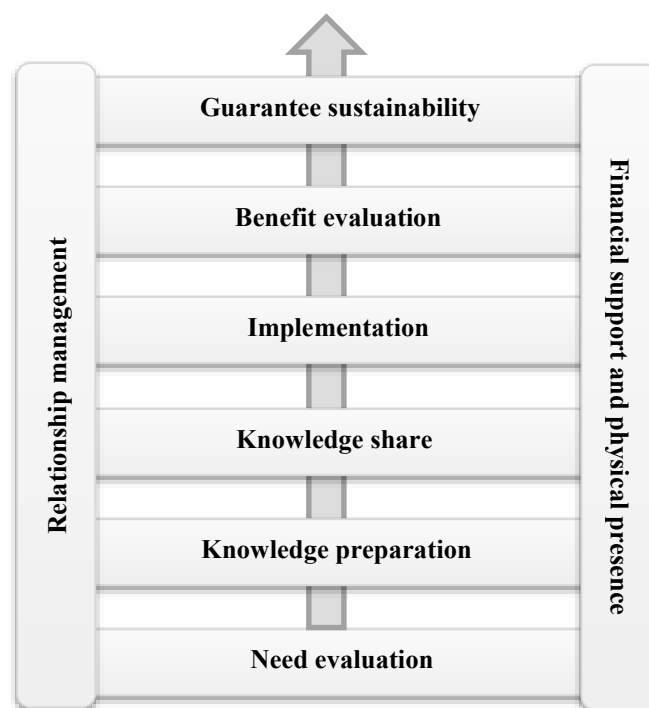 Guarantee sustainability
Benefit evaluation
Implementation
Knowledge share
Knowledge preparation
Need evaluation
Relationship management
Financial support and physical presence